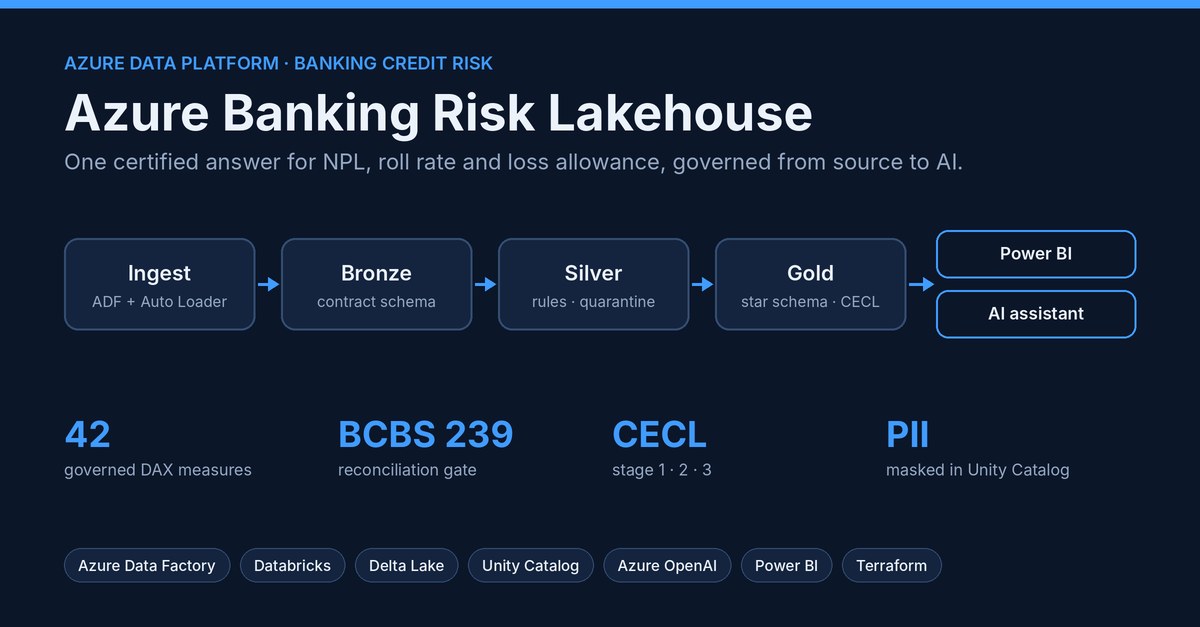 AZURE DATA PLATFORM · BANKING CREDIT RISK
Azure Banking Risk Lakehouse
One certified answer for NPL, roll rate and loss allowance, governed from source to AI.
Ingest
ADF + Auto Loader
Bronze
contract schema
Silver
rules · quarantine
Gold
star schema · CECL
Power BI
AI assistant
42
governed DAX measures
BCBS 239
reconciliation gate
CECL
stage 1 · 2 · 3
PII
masked in Unity Catalog
Azure Data Factory
Databricks
Delta Lake
Unity Catalog
Azure OpenAI
Power BI
Terraform